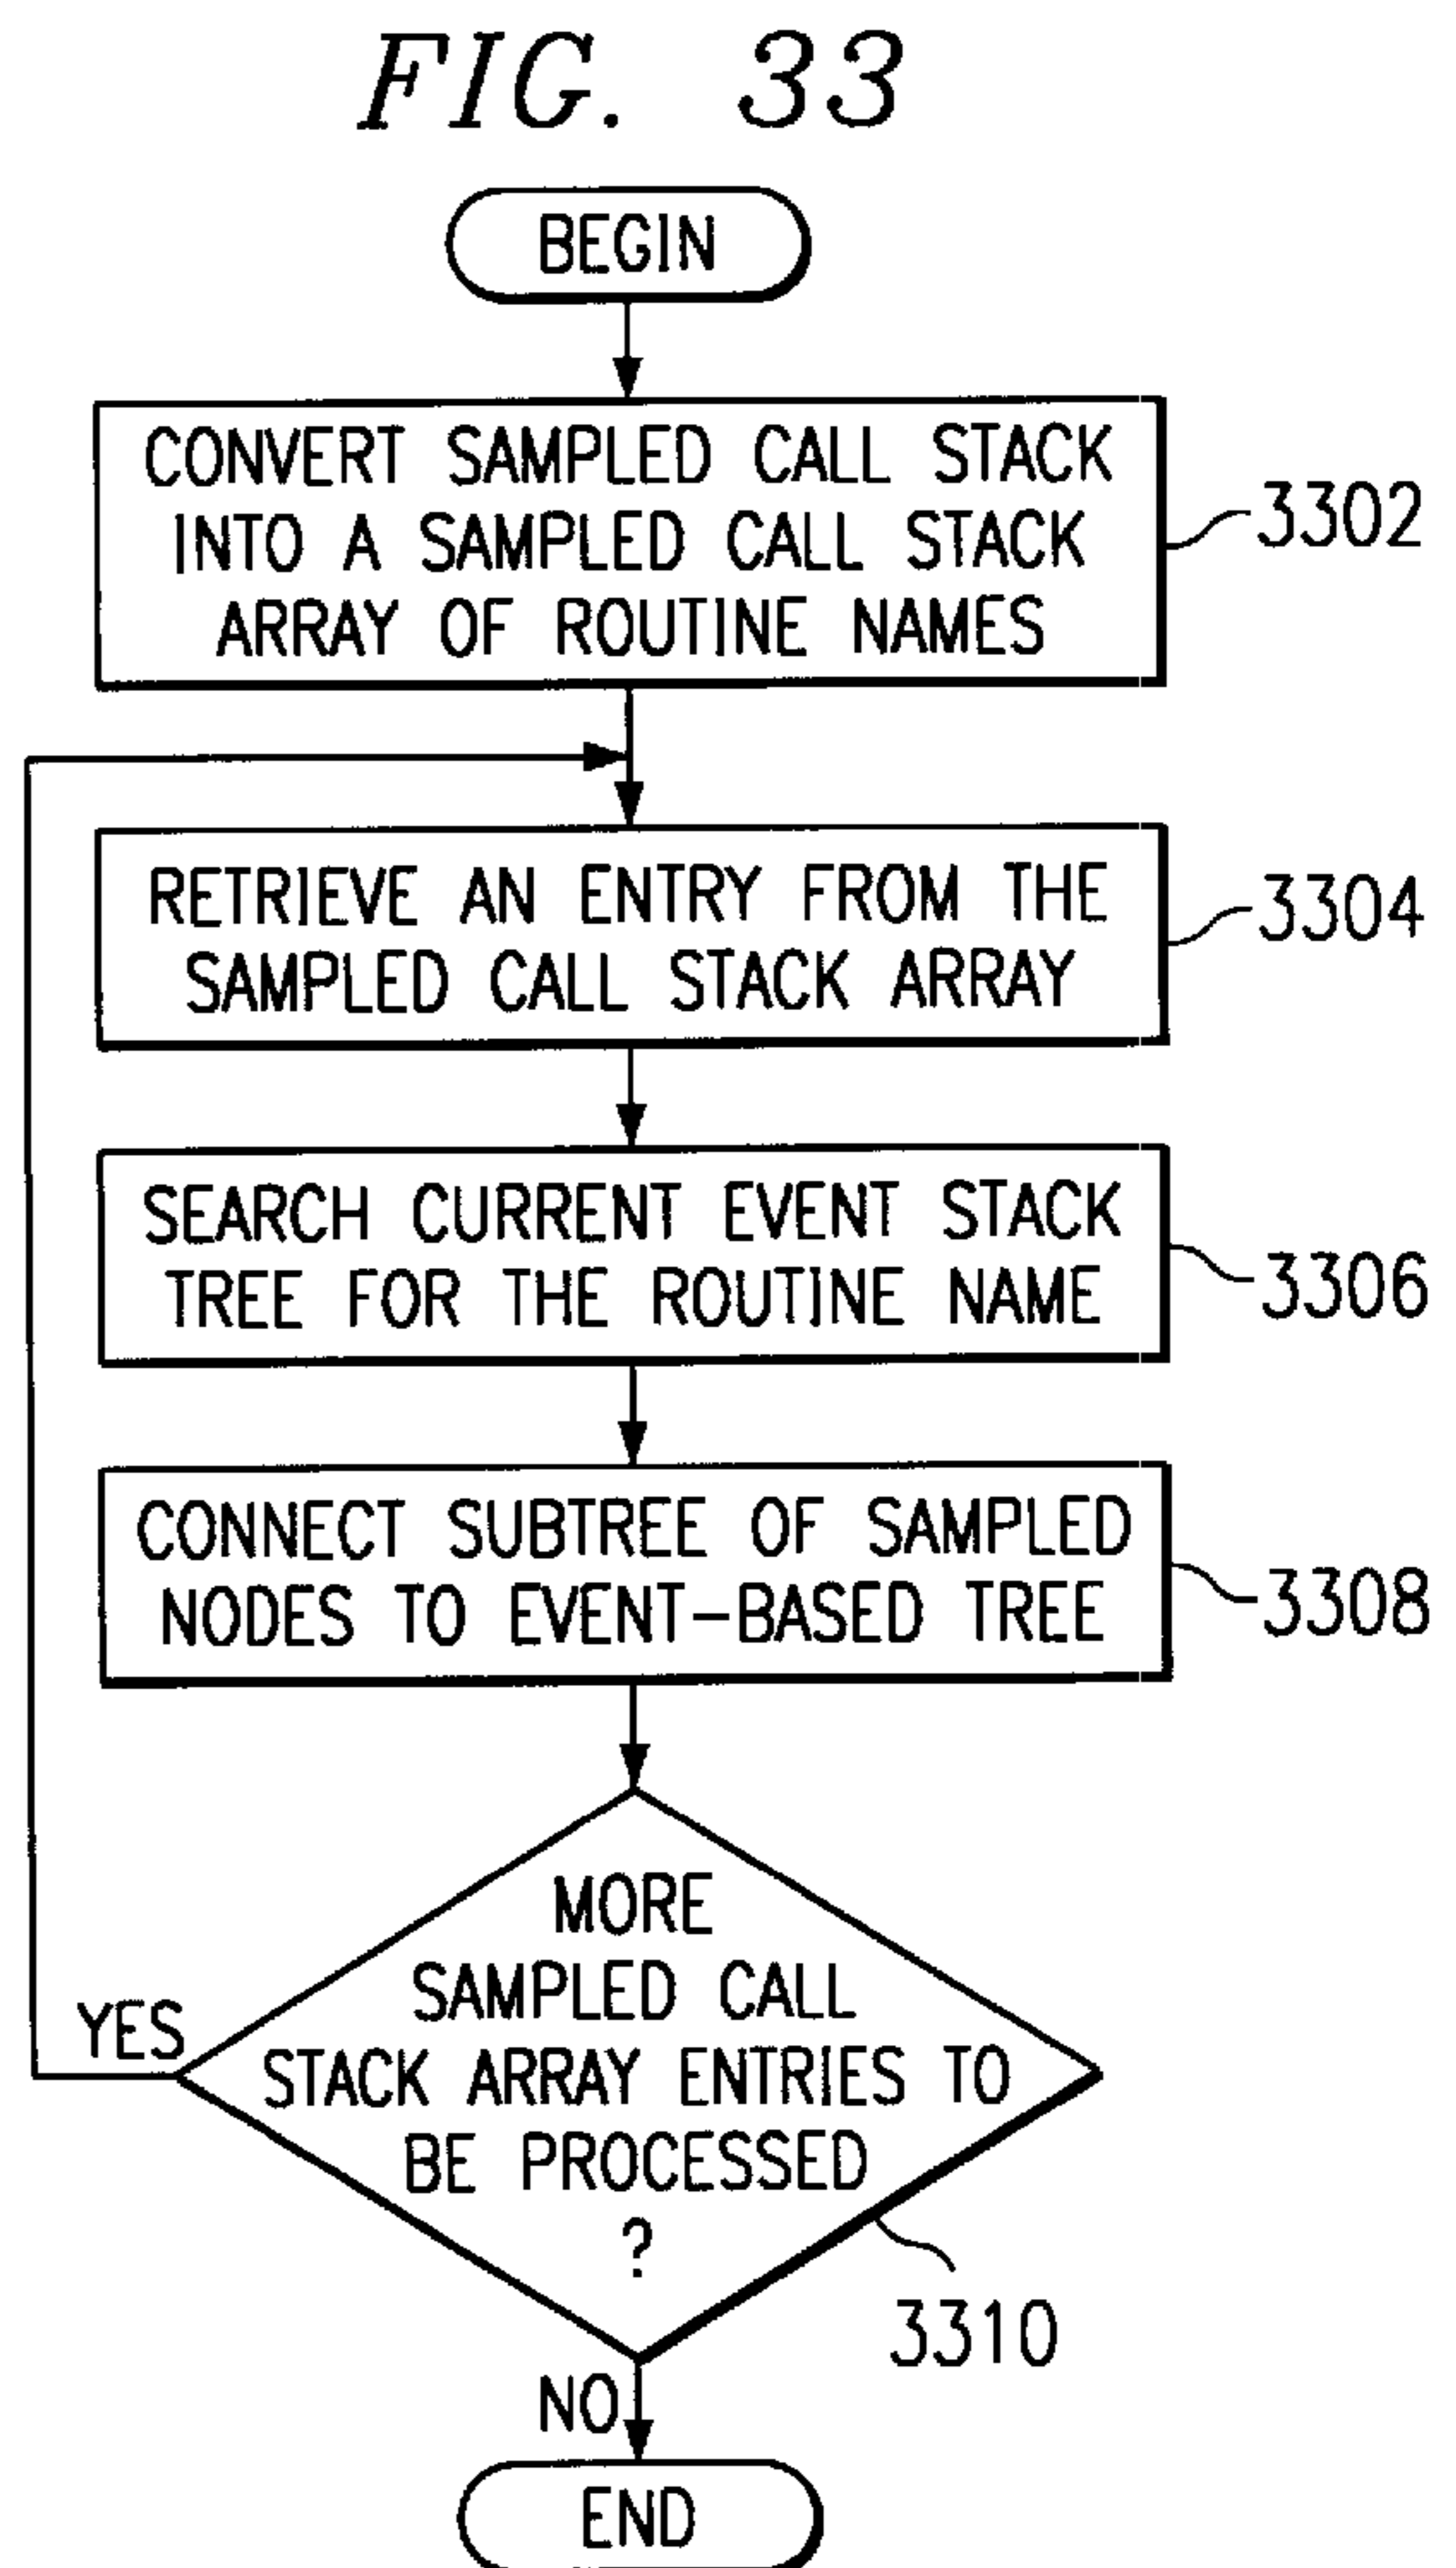 FIG. 33
BEGIN
CONVERT SAMPLED CALL STACK
INTO A SAMPLED CALL STACK
ARRAY OF ROUTINE NAMES
3302
RETRIEVE AN ENTRY FROM THE
SAMPLED CALL STACK ARRAY
3304
SEARCH CURRENT EVENT STACK
TREE FOR THE ROUTINE NAME
3306
CONNECT SUBTREE OF SAMPLED
NODES TO EVENT-BASED TREE
3308
MORE
SAMPLED CALL
STACK ARRAY ENTRIES TO
BE PROCESSED
?
YES
3310
NO
END